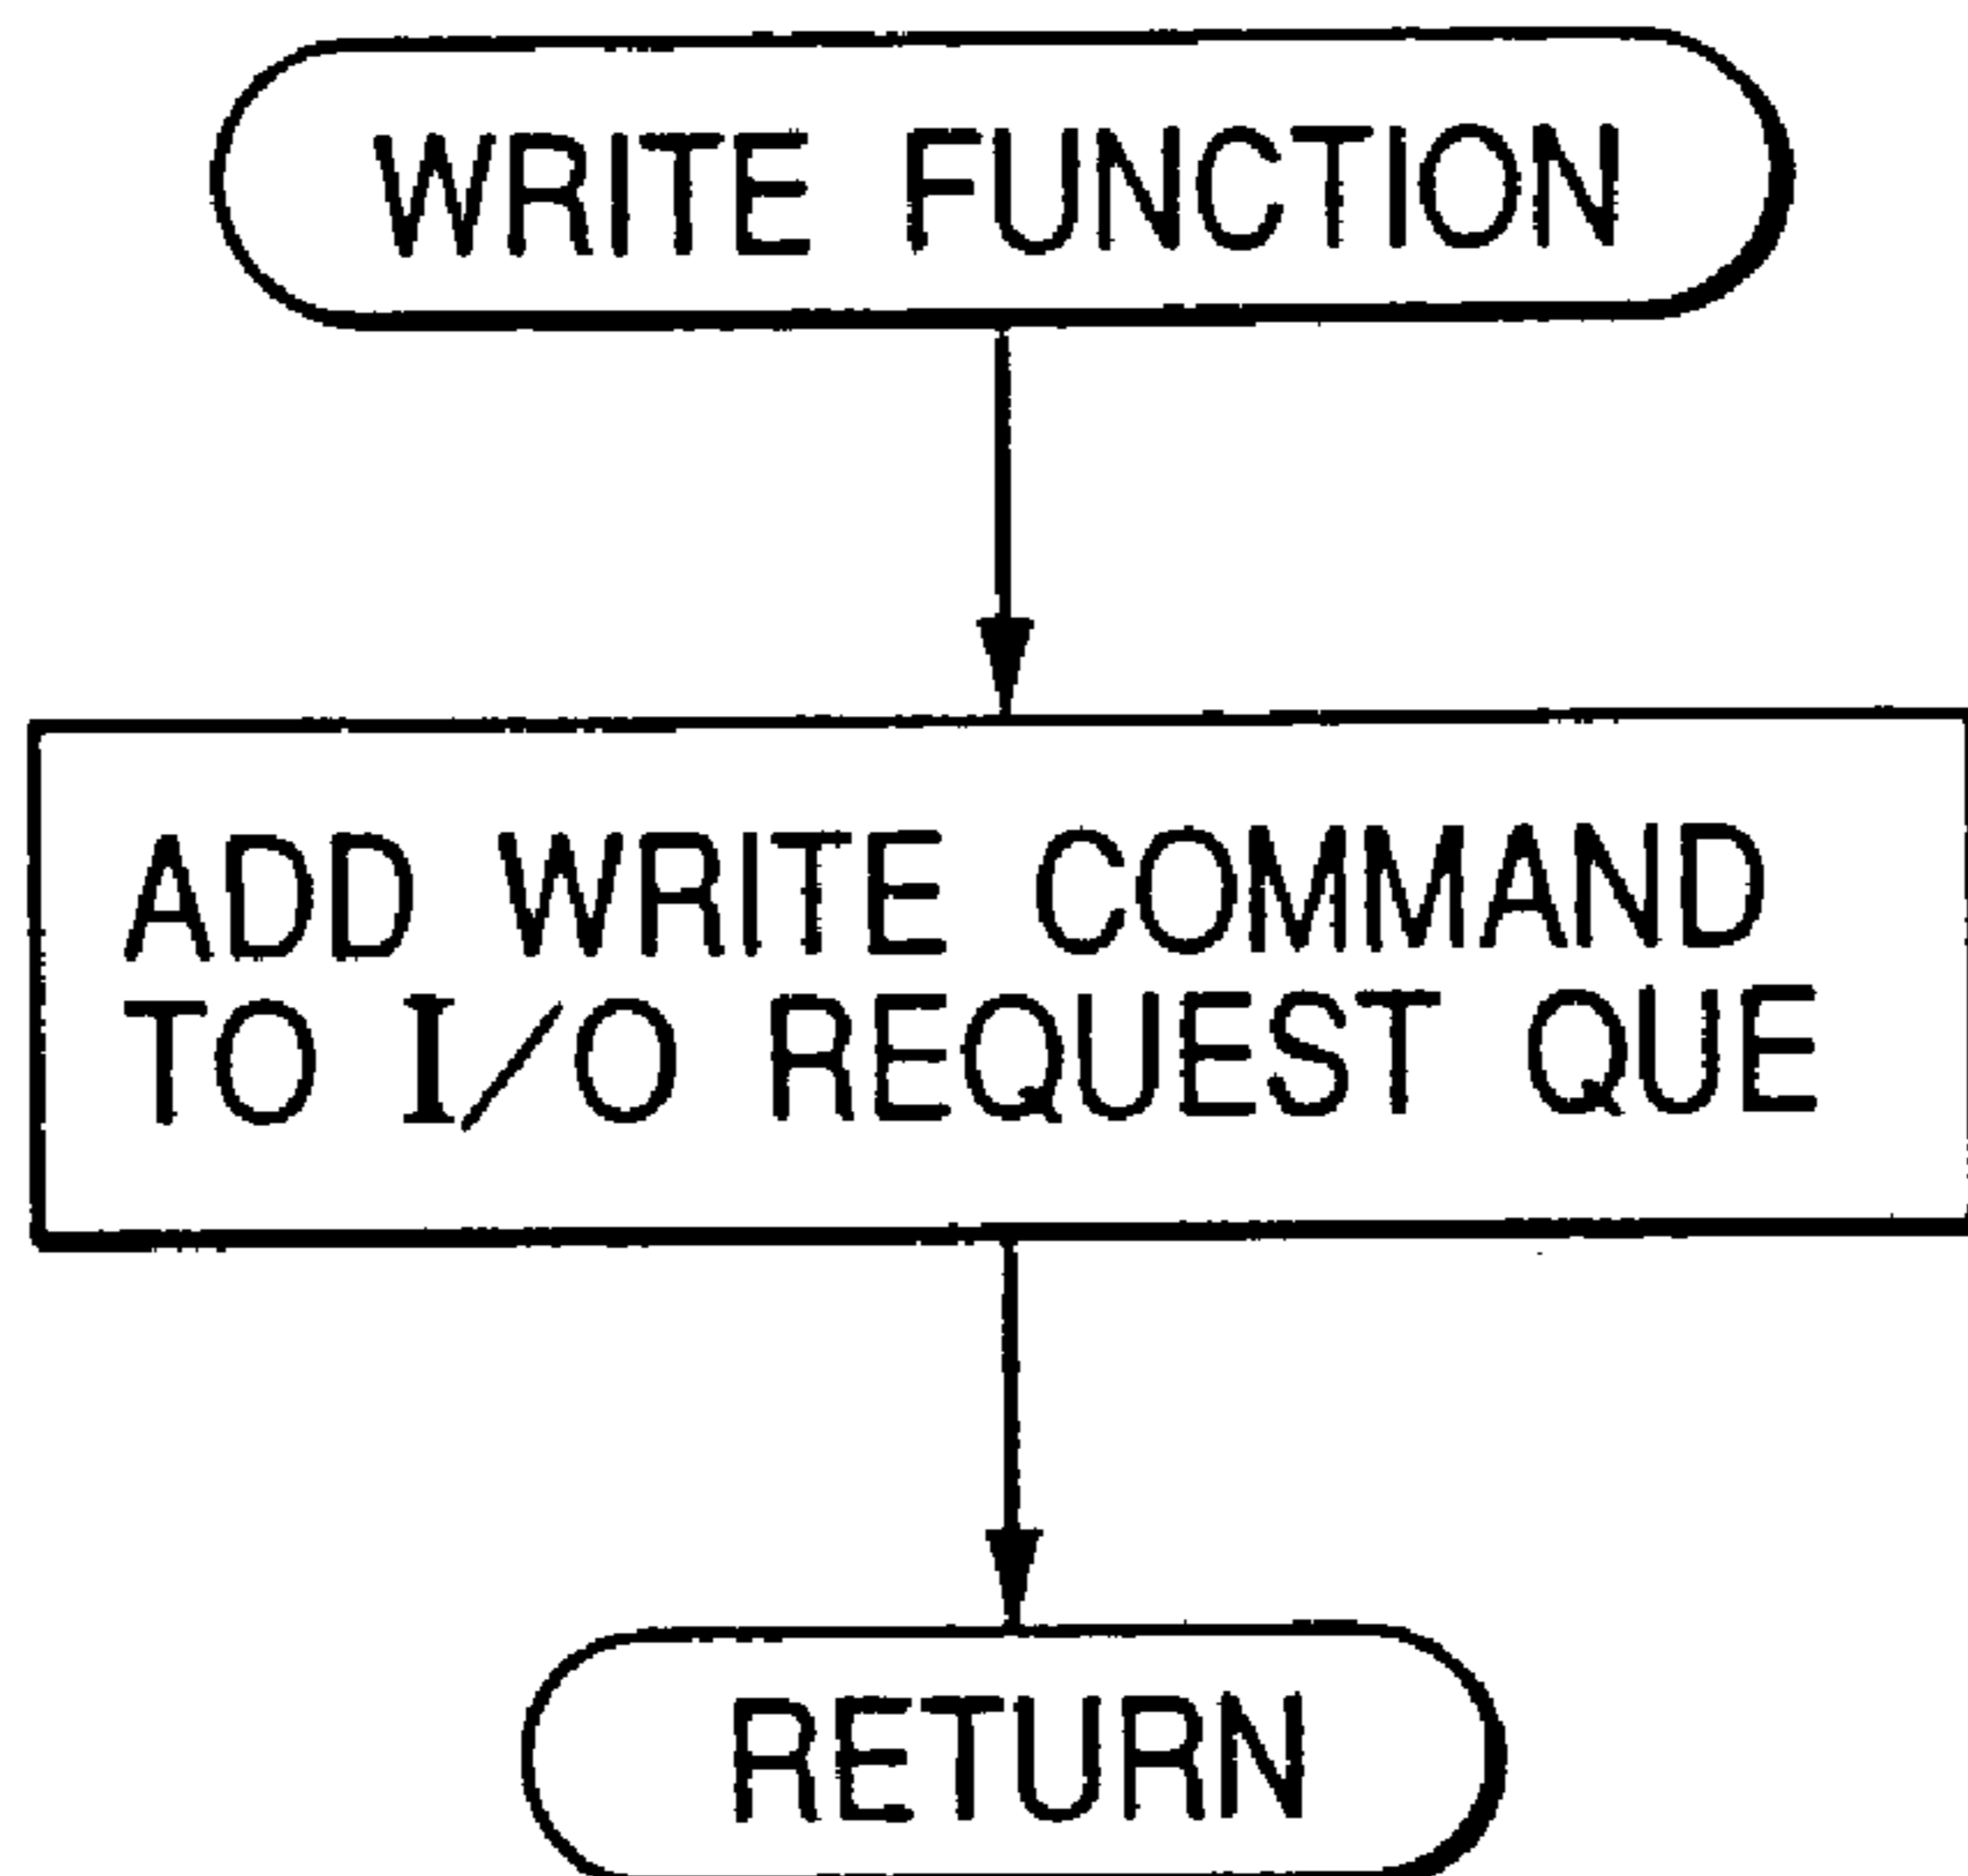 WRITE FUNCTION
ADD WRITE COMMAND
TO I/O REQUEST QUE
RETURN